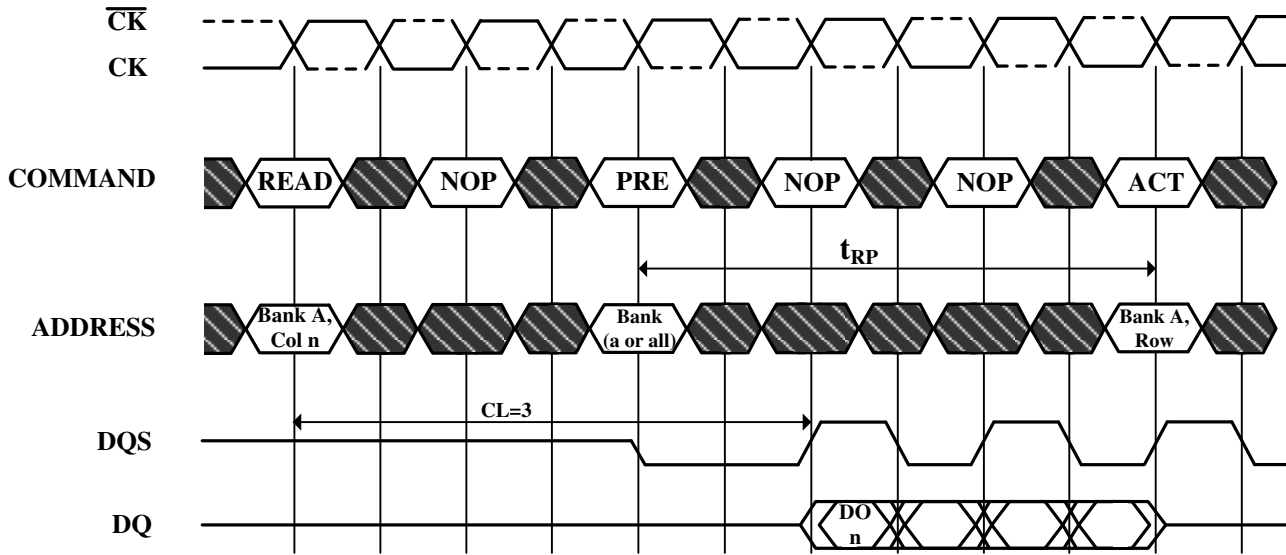 CK
CK
COMMAND
READ
NOP
PRE
NOP
NOP
ACT
tRP
ADDRESS
Bank A,
Col n
Bank
(a or all)
Bank A,
Row
CL=3
DQS
DQ
DO
n